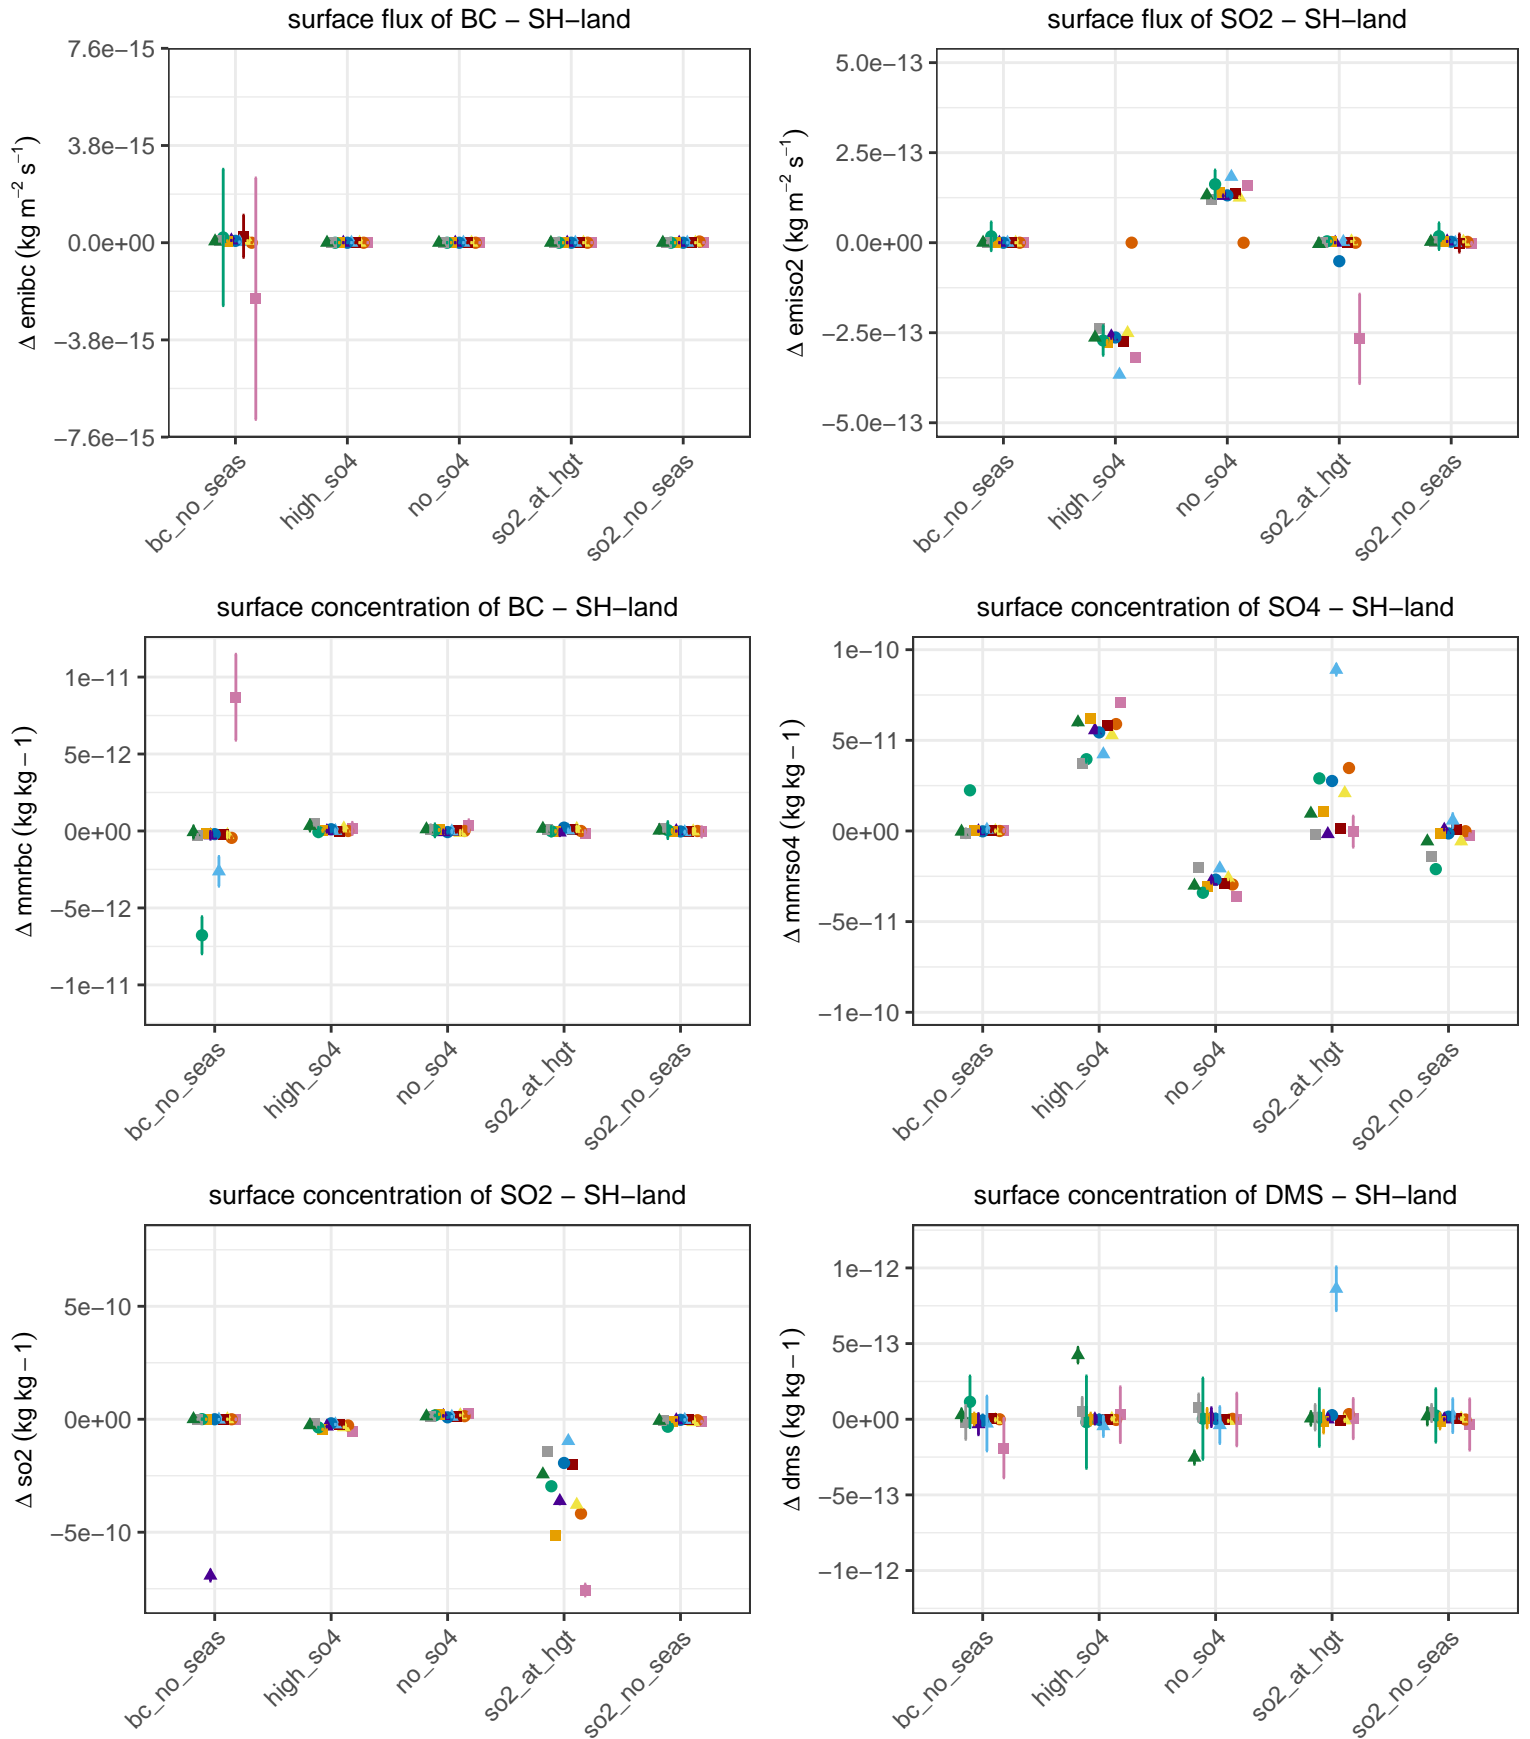 surface flux of BC − SH−land
Δ emibc (kg m−2 s−1)
7.6e−15
3.8e−15
0.0e+00
−3.8e−15
−7.6e−15
bc_no_seas
high_so4
no_so4
so2_at_hgt
so2_no_seas
surface flux of SO2 − SH−land
Δ emiso2 (kg m−2 s−1)
5.0e−13
2.5e−13
0.0e+00
−2.5e−13
−5.0e−13
bc_no_seas
high_so4
no_so4
so2_at_hgt
so2_no_seas
surface concentration of BC − SH−land
Δ mmrbc (kg kg − 1)
1e−11
5e−12
0e+00
−5e−12
−1e−11
bc_no_seas
high_so4
no_so4
so2_at_hgt
so2_no_seas
surface concentration of SO4 − SH−land
Δ mmrso4 (kg kg − 1)
1e−10
5e−11
0e+00
−5e−11
−1e−10
bc_no_seas
high_so4
no_so4
so2_at_hgt
so2_no_seas
surface concentration of SO2 − SH−land
Δ so2 (kg kg − 1)
5e−10
0e+00
−5e−10
bc_no_seas
high_so4
no_so4
so2_at_hgt
so2_no_seas
surface concentration of DMS − SH−land
Δ dms (kg kg − 1)
1e−12
5e−13
0e+00
−5e−13
−1e−12
bc_no_seas
high_so4
no_so4
so2_at_hgt
so2_no_seas